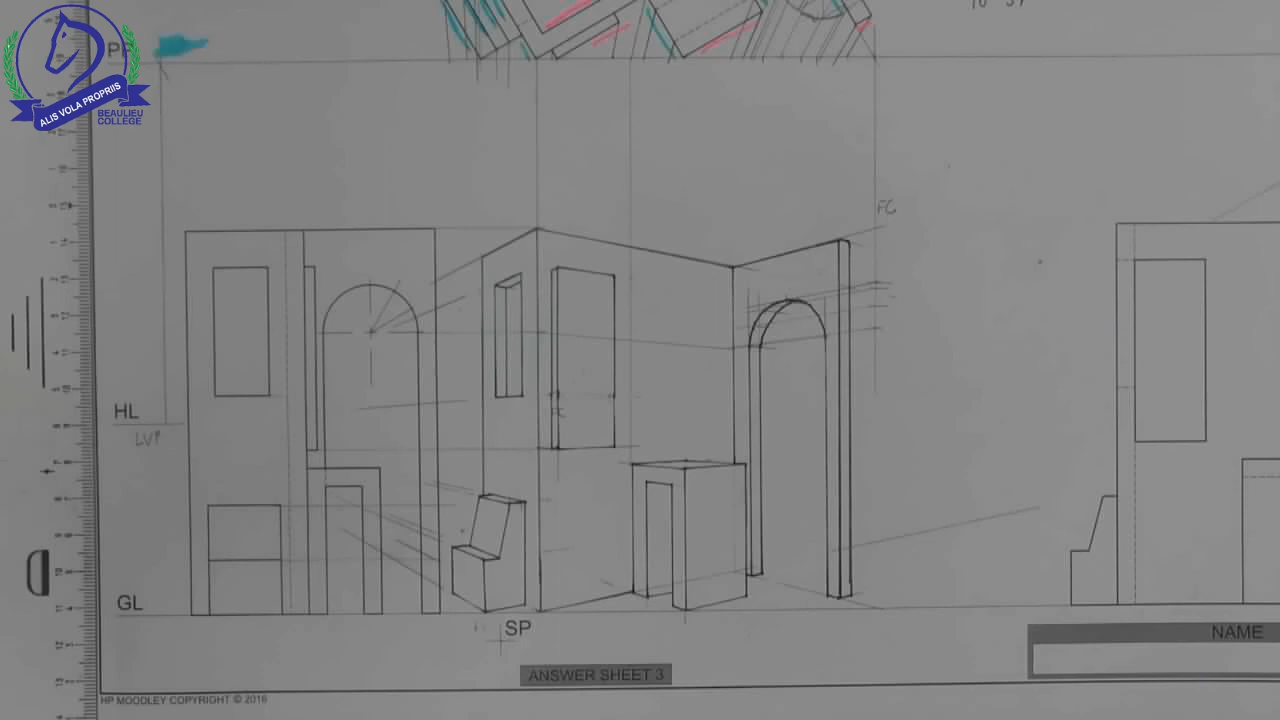 PP
ALIS VOLA PROPRIIS
BEAULIEU
COLLEGE
FC
HL
LVP
FC
GL
SP
NAME
ANSWER SHEET 3
HP MOODLEY COPYRIGHT © 2016